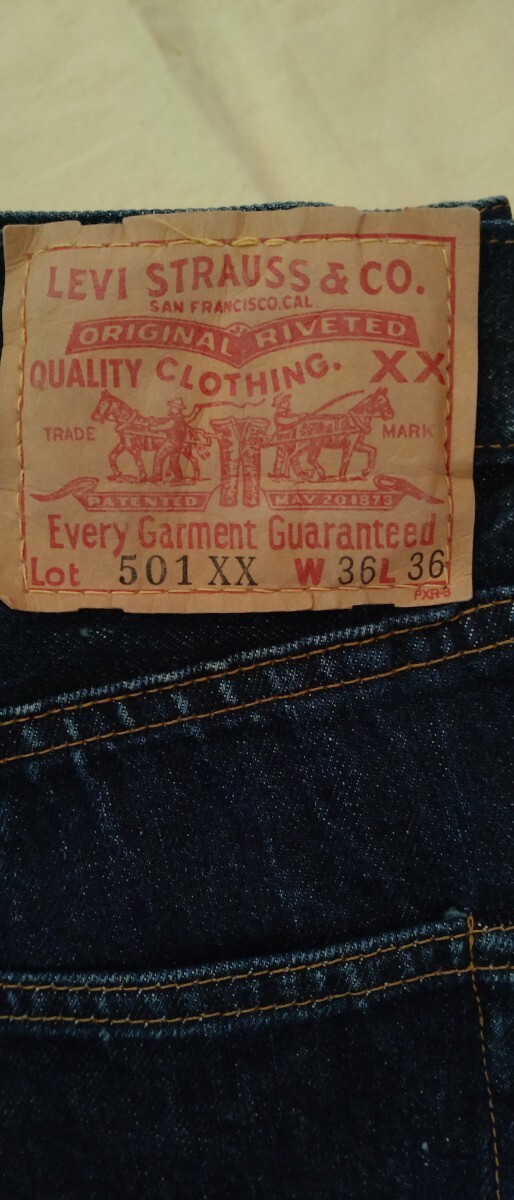 LEVI STRAUSS & CO.
SAN FRANCISCO.CAL.
ORIGINAL RIVETED
QUALITY CLOTHING. XX
TRADE MARK
PATENTED MAY 20 1873
Every Garment Guaranteed
Lot 501 XX W 36 L 36